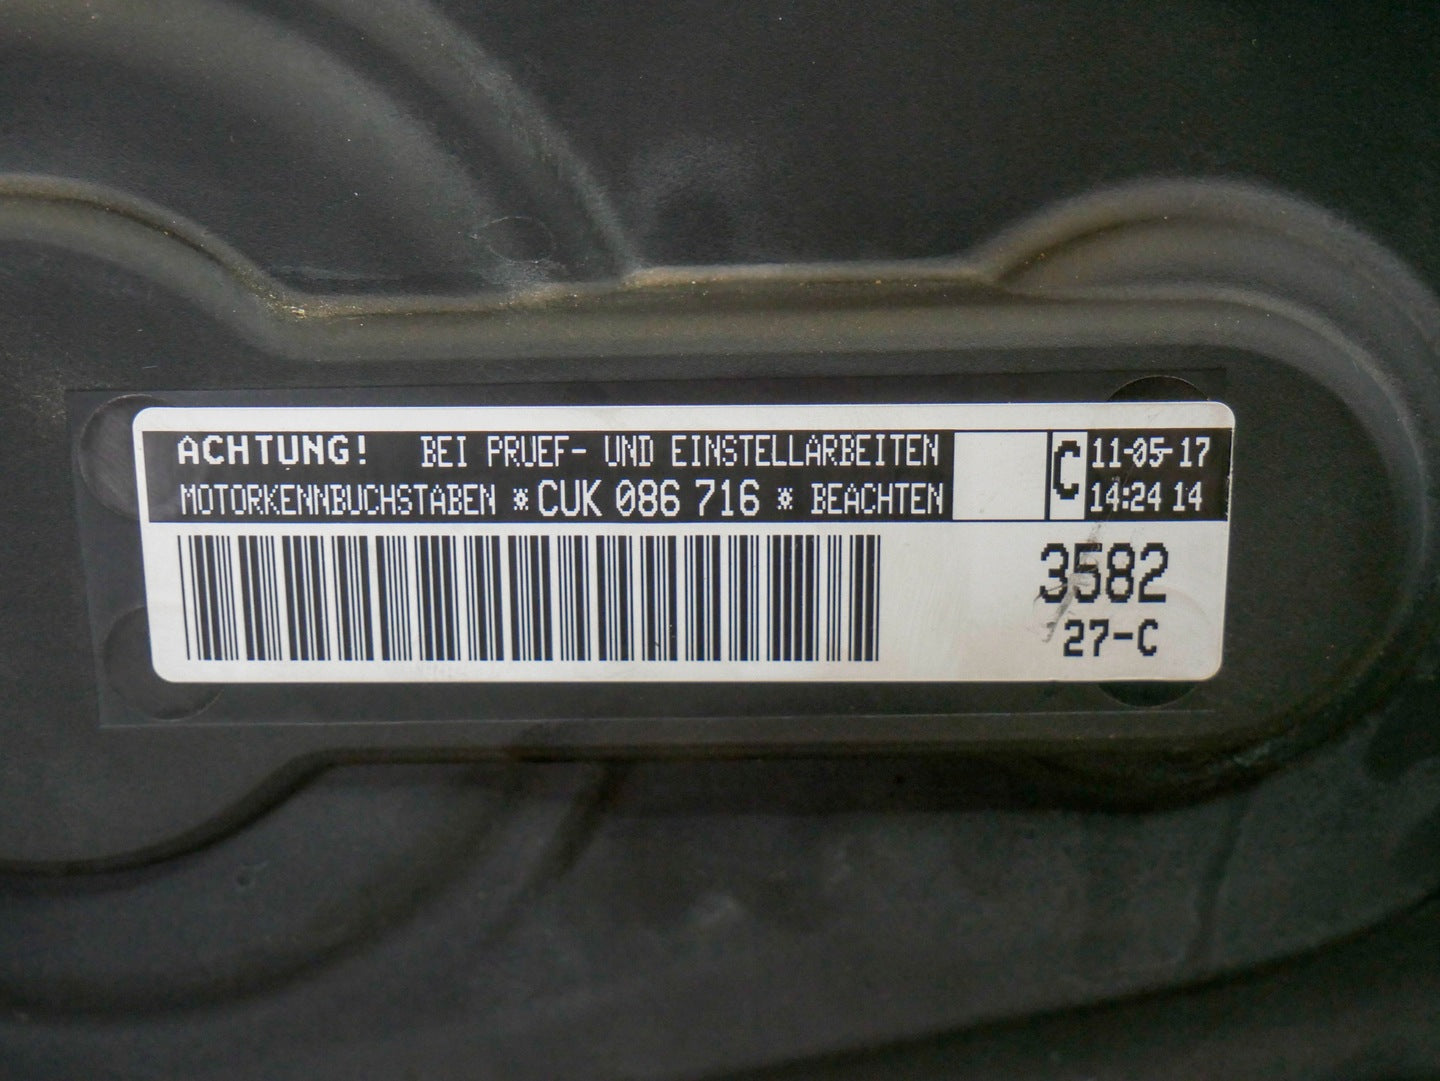 ACHTUNG! BEI PRUEF- UND EINSTELLARBEITEN
MOTORKENNBUCHSTABEN *CUK 086 716 * BEACHTEN
C
11-05-17
14:24 14
3582
27-C